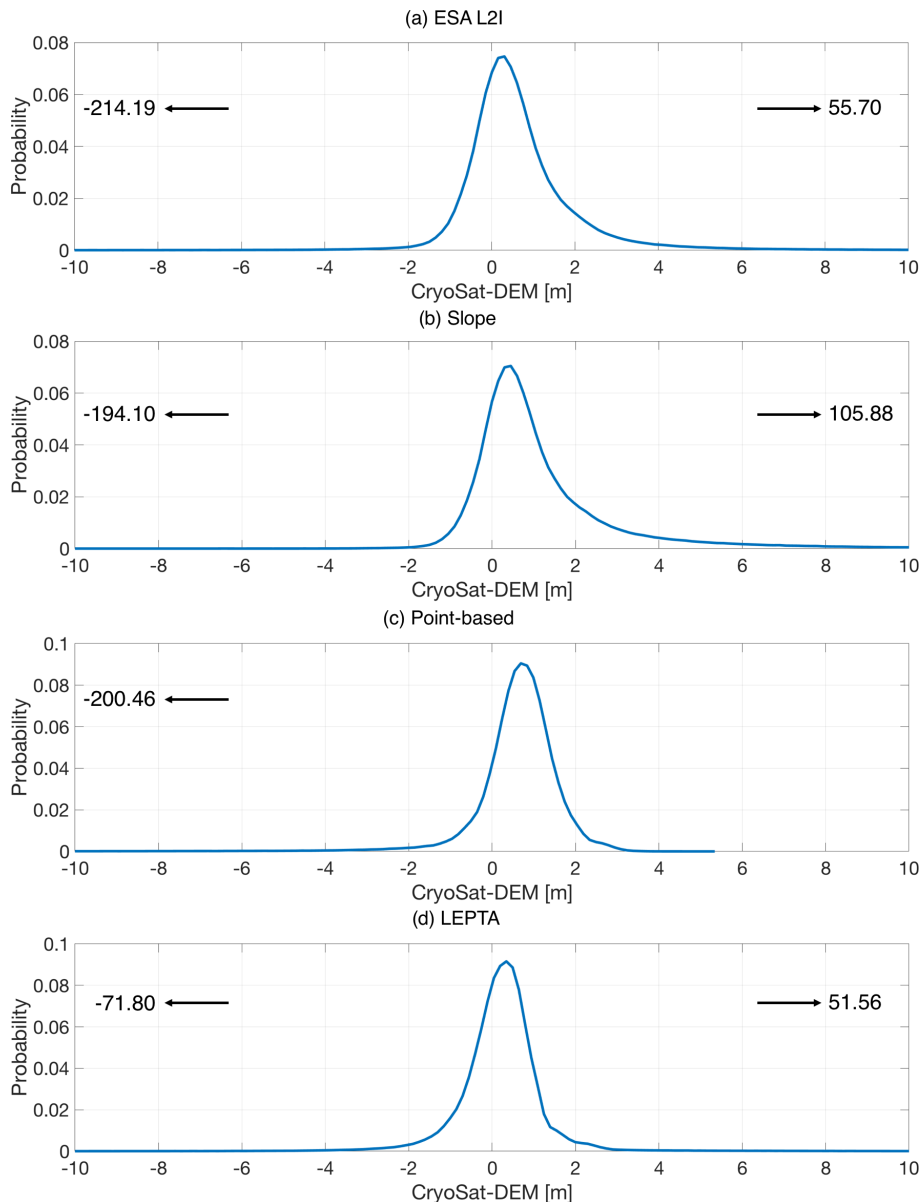 (a) ESA L2I
0.08
0.06
0.04
0.02
0
Probability
-214.19
55.70
-10 -8 -6 -4 -2 0 2 4 6 8 10
CryoSat-DEM [m]
(b) Slope
0.08
0.06
0.04
0.02
0
Probability
-194.10
105.88
-10 -8 -6 -4 -2 0 2 4 6 8 10
CryoSat-DEM [m]
(c) Point-based
0.1
0.08
0.06
0.04
0.02
0
Probability
-200.46
-10 -8 -6 -4 -2 0 2 4 6 8 10
CryoSat-DEM [m]
(d) LEPTA
0.1
0.08
0.06
0.04
0.02
0
Probability
-71.80
51.56
-10 -8 -6 -4 -2 0 2 4 6 8 10
CryoSat-DEM [m]